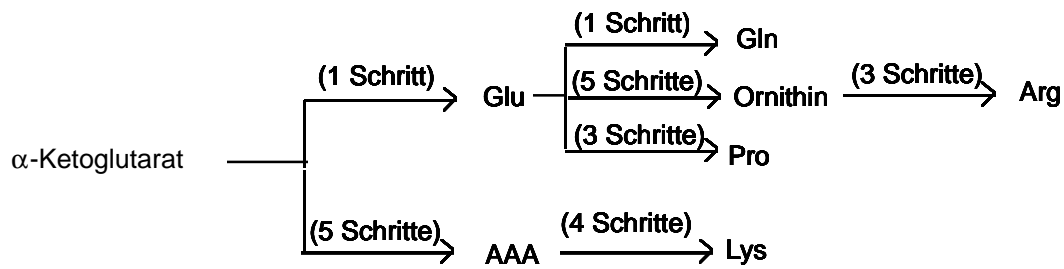 (1 Schritt) Gln
(1 Schritt) Glu (5 Schritte) Ornithin (3 Schritte) Arg
(3 Schritte) Pro
α-Ketoglutarat
(5 Schritte) AAA (4 Schritte) Lys